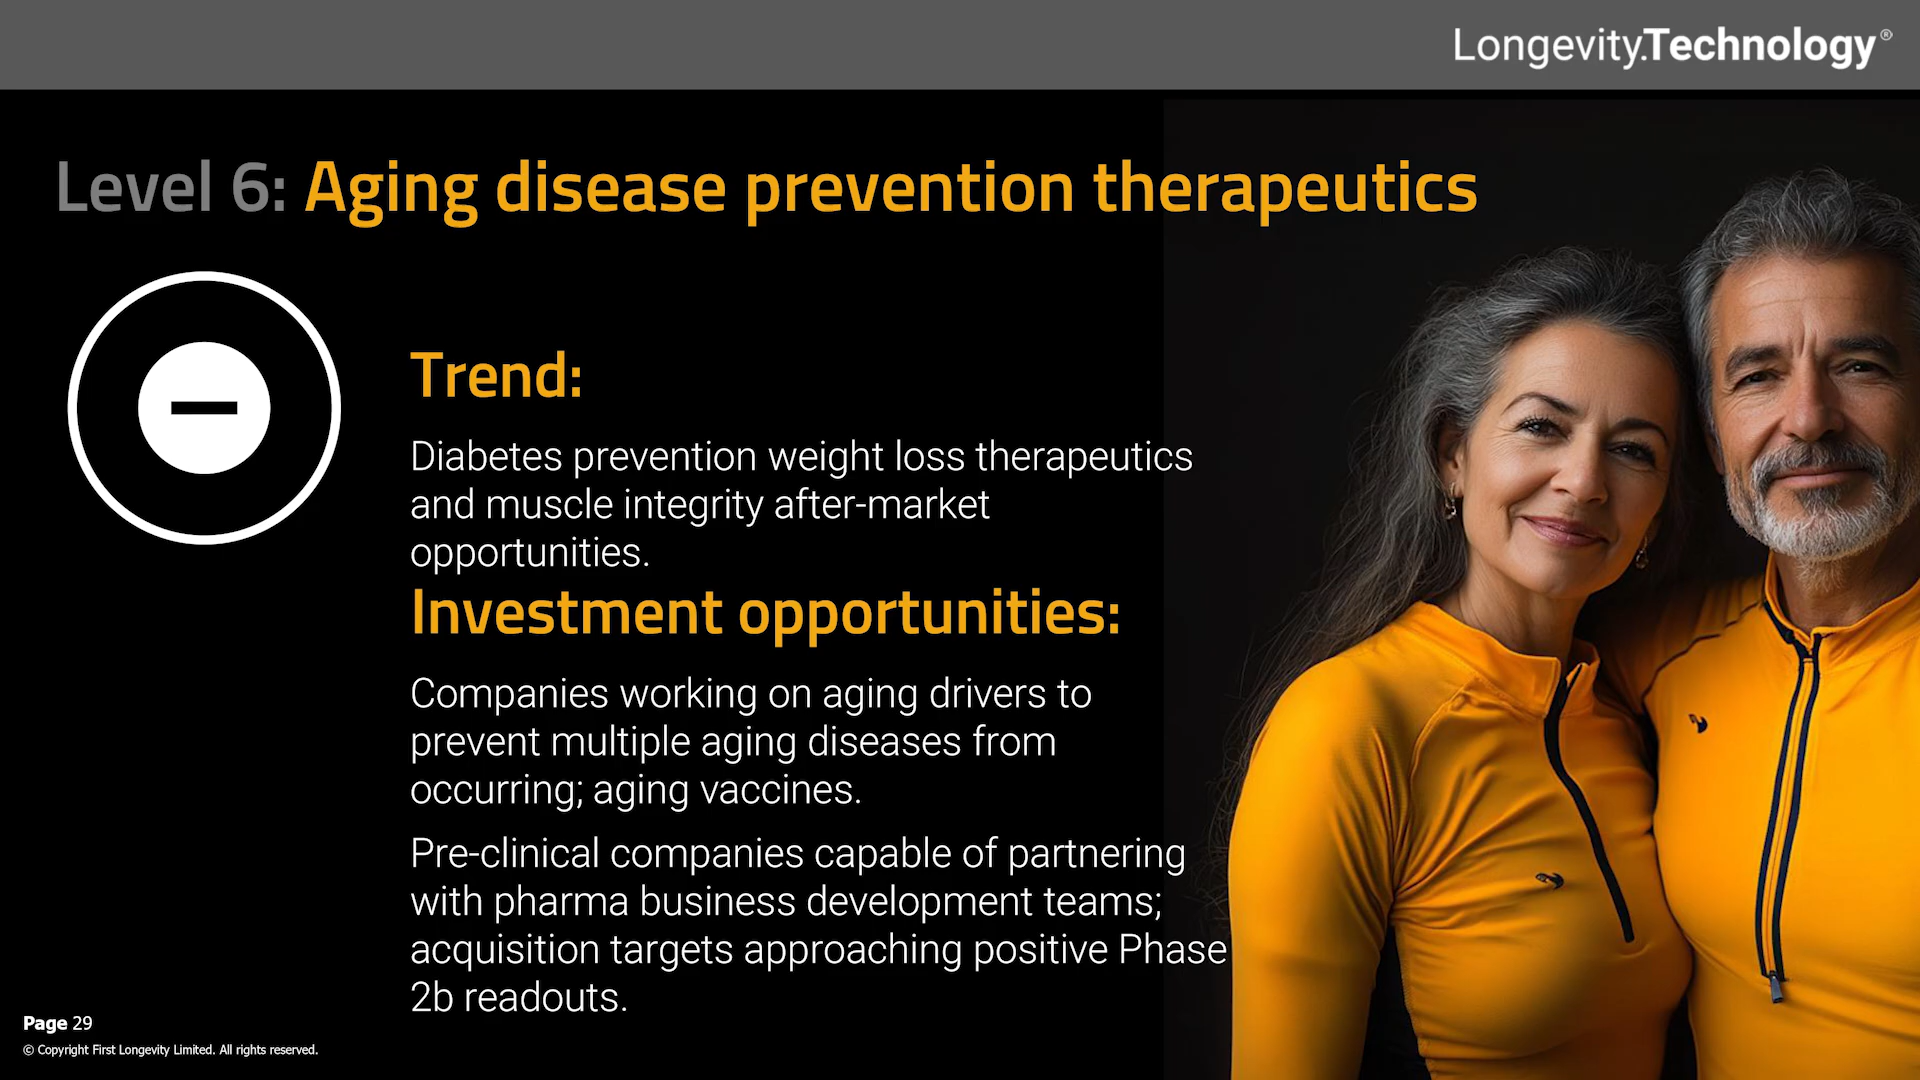 Longevity.Technology®
Level 6: Aging disease prevention therapeutics
Trend:
Diabetes prevention weight loss therapeutics
and muscle integrity after-market
opportunities.
Investment opportunities:
Companies working on aging drivers to
prevent multiple aging diseases from
occurring; aging vaccines.
Pre-clinical companies capable of partnering
with pharma business development teams;
acquisition targets approaching positive Phase
2b readouts.
Page 29
© Copyright First Longevity Limited. All rights reserved.